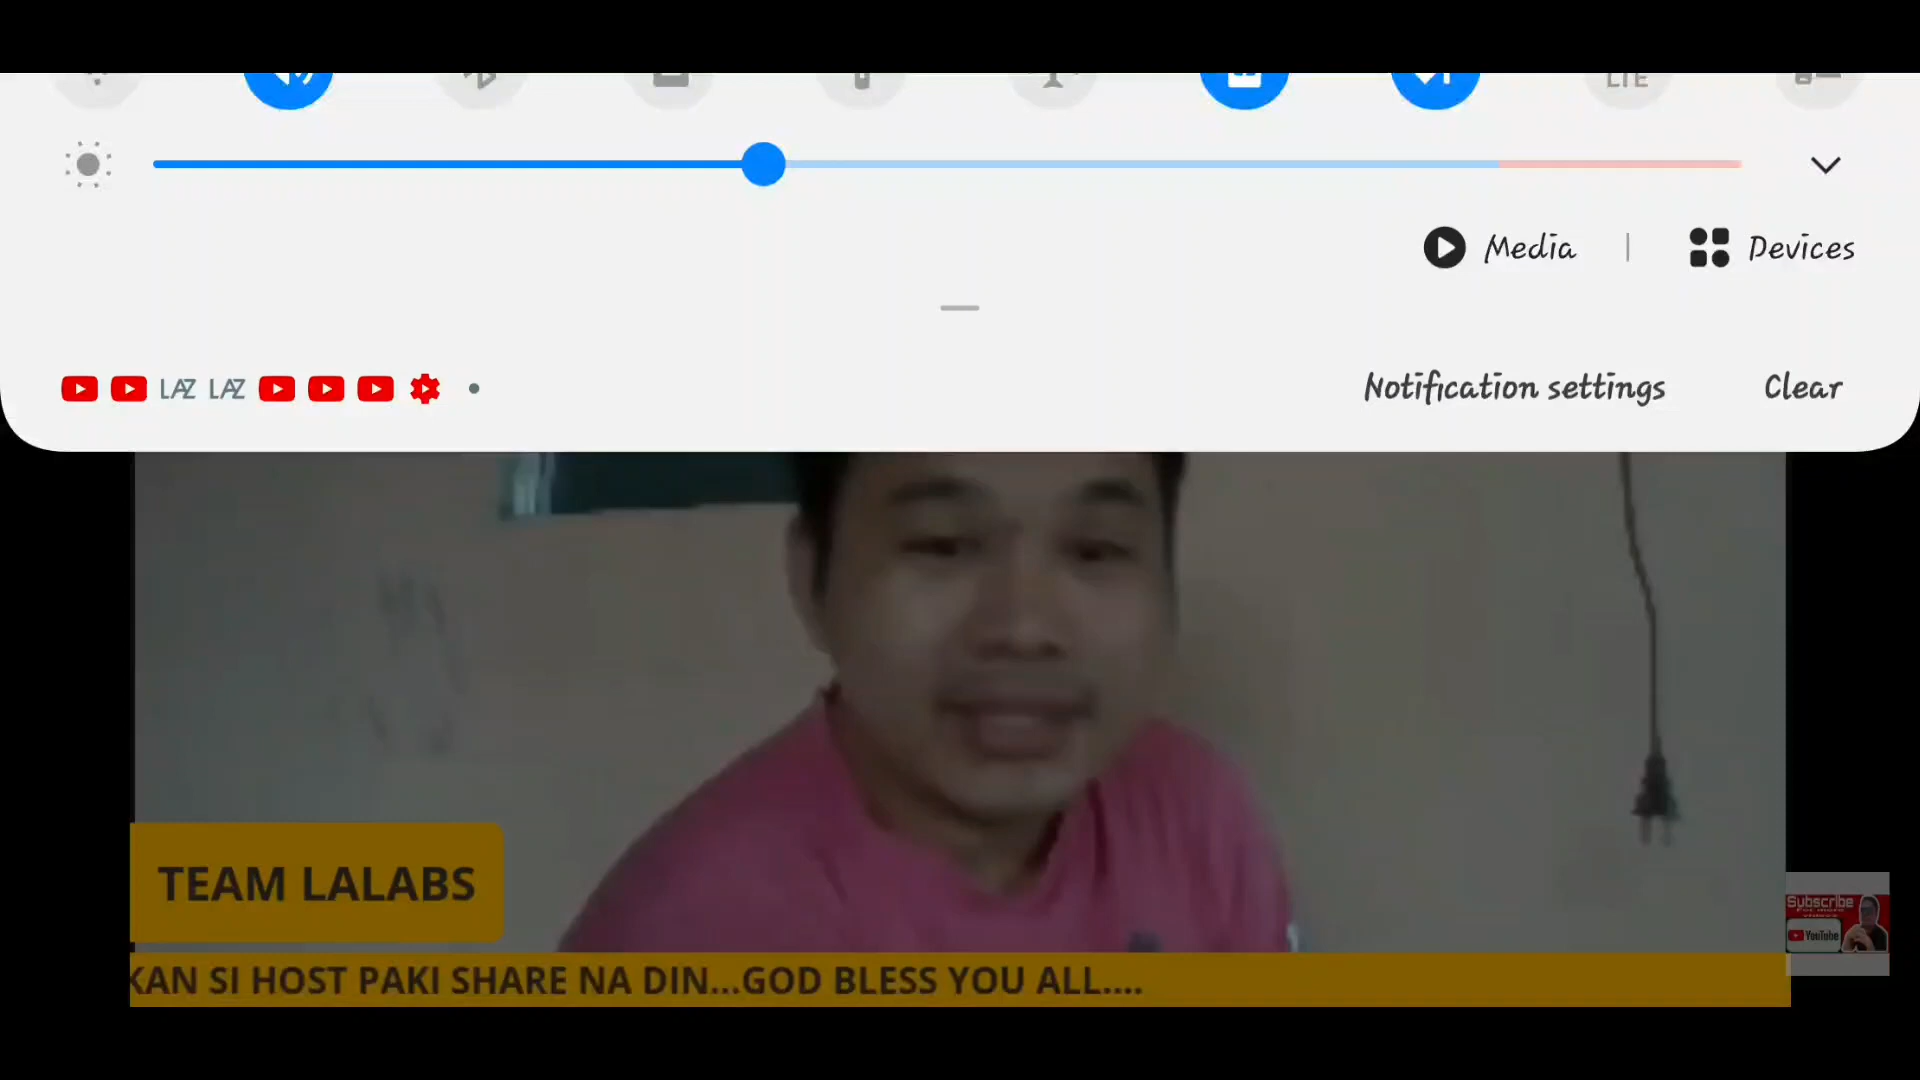 LTE
Media | Devices
LAZ LAZ
Notification settings
Clear
TEAM LALABS
KAN SI HOST PAKI SHARE NA DIN...GOD BLESS YOU ALL....
Subscribe
YouTube